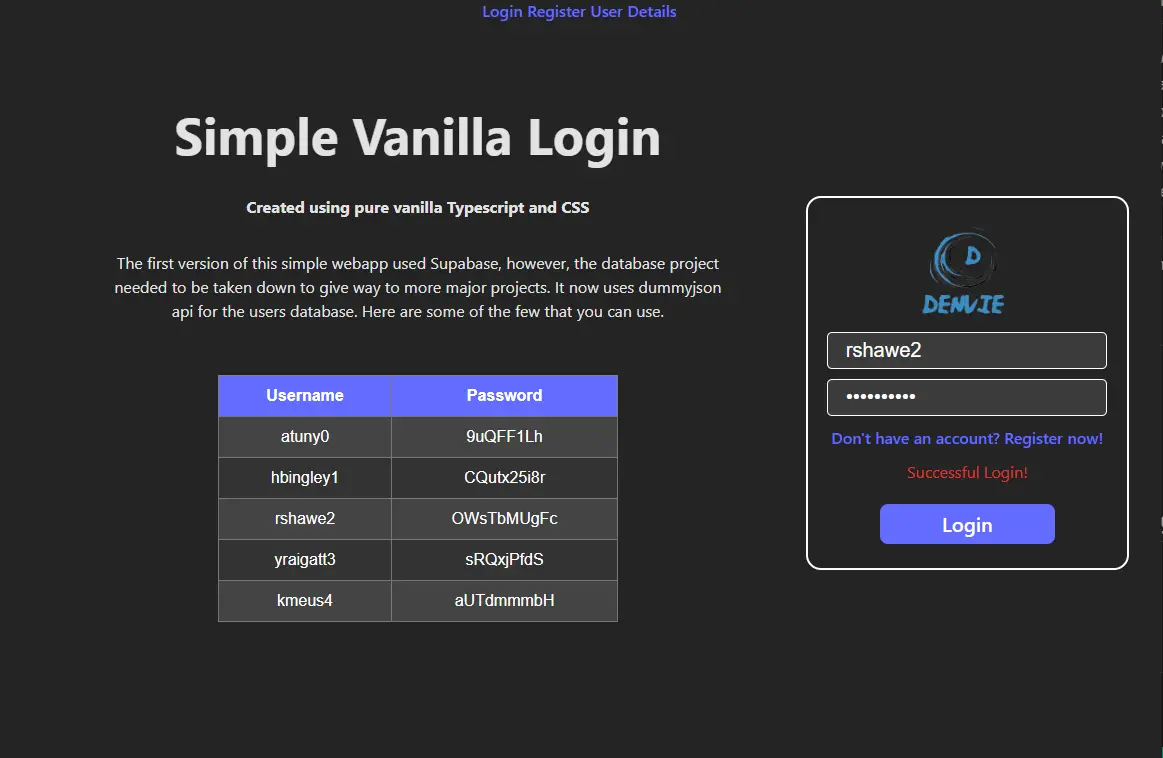 Login Register User Details
Simple Vanilla Login
Created using pure vanilla Typescript and CSS
The first version of this simple webapp used Supabase, however, the database project
needed to be taken down to give way to more major projects. It now uses dummyjson
api for the users database. Here are some of the few that you can use.
Username Password
atuny0 9uQFF1Lh
hbingley1 CQutx25i8r
rshawe2 OWsTbMUgFc
yraigatt3 sRQxjPfdS
kmeus4 aUTdmmmbH
D
DENVIE
rshawe2
••••••••••
Don't have an account? Register now!
Successful Login!
Login